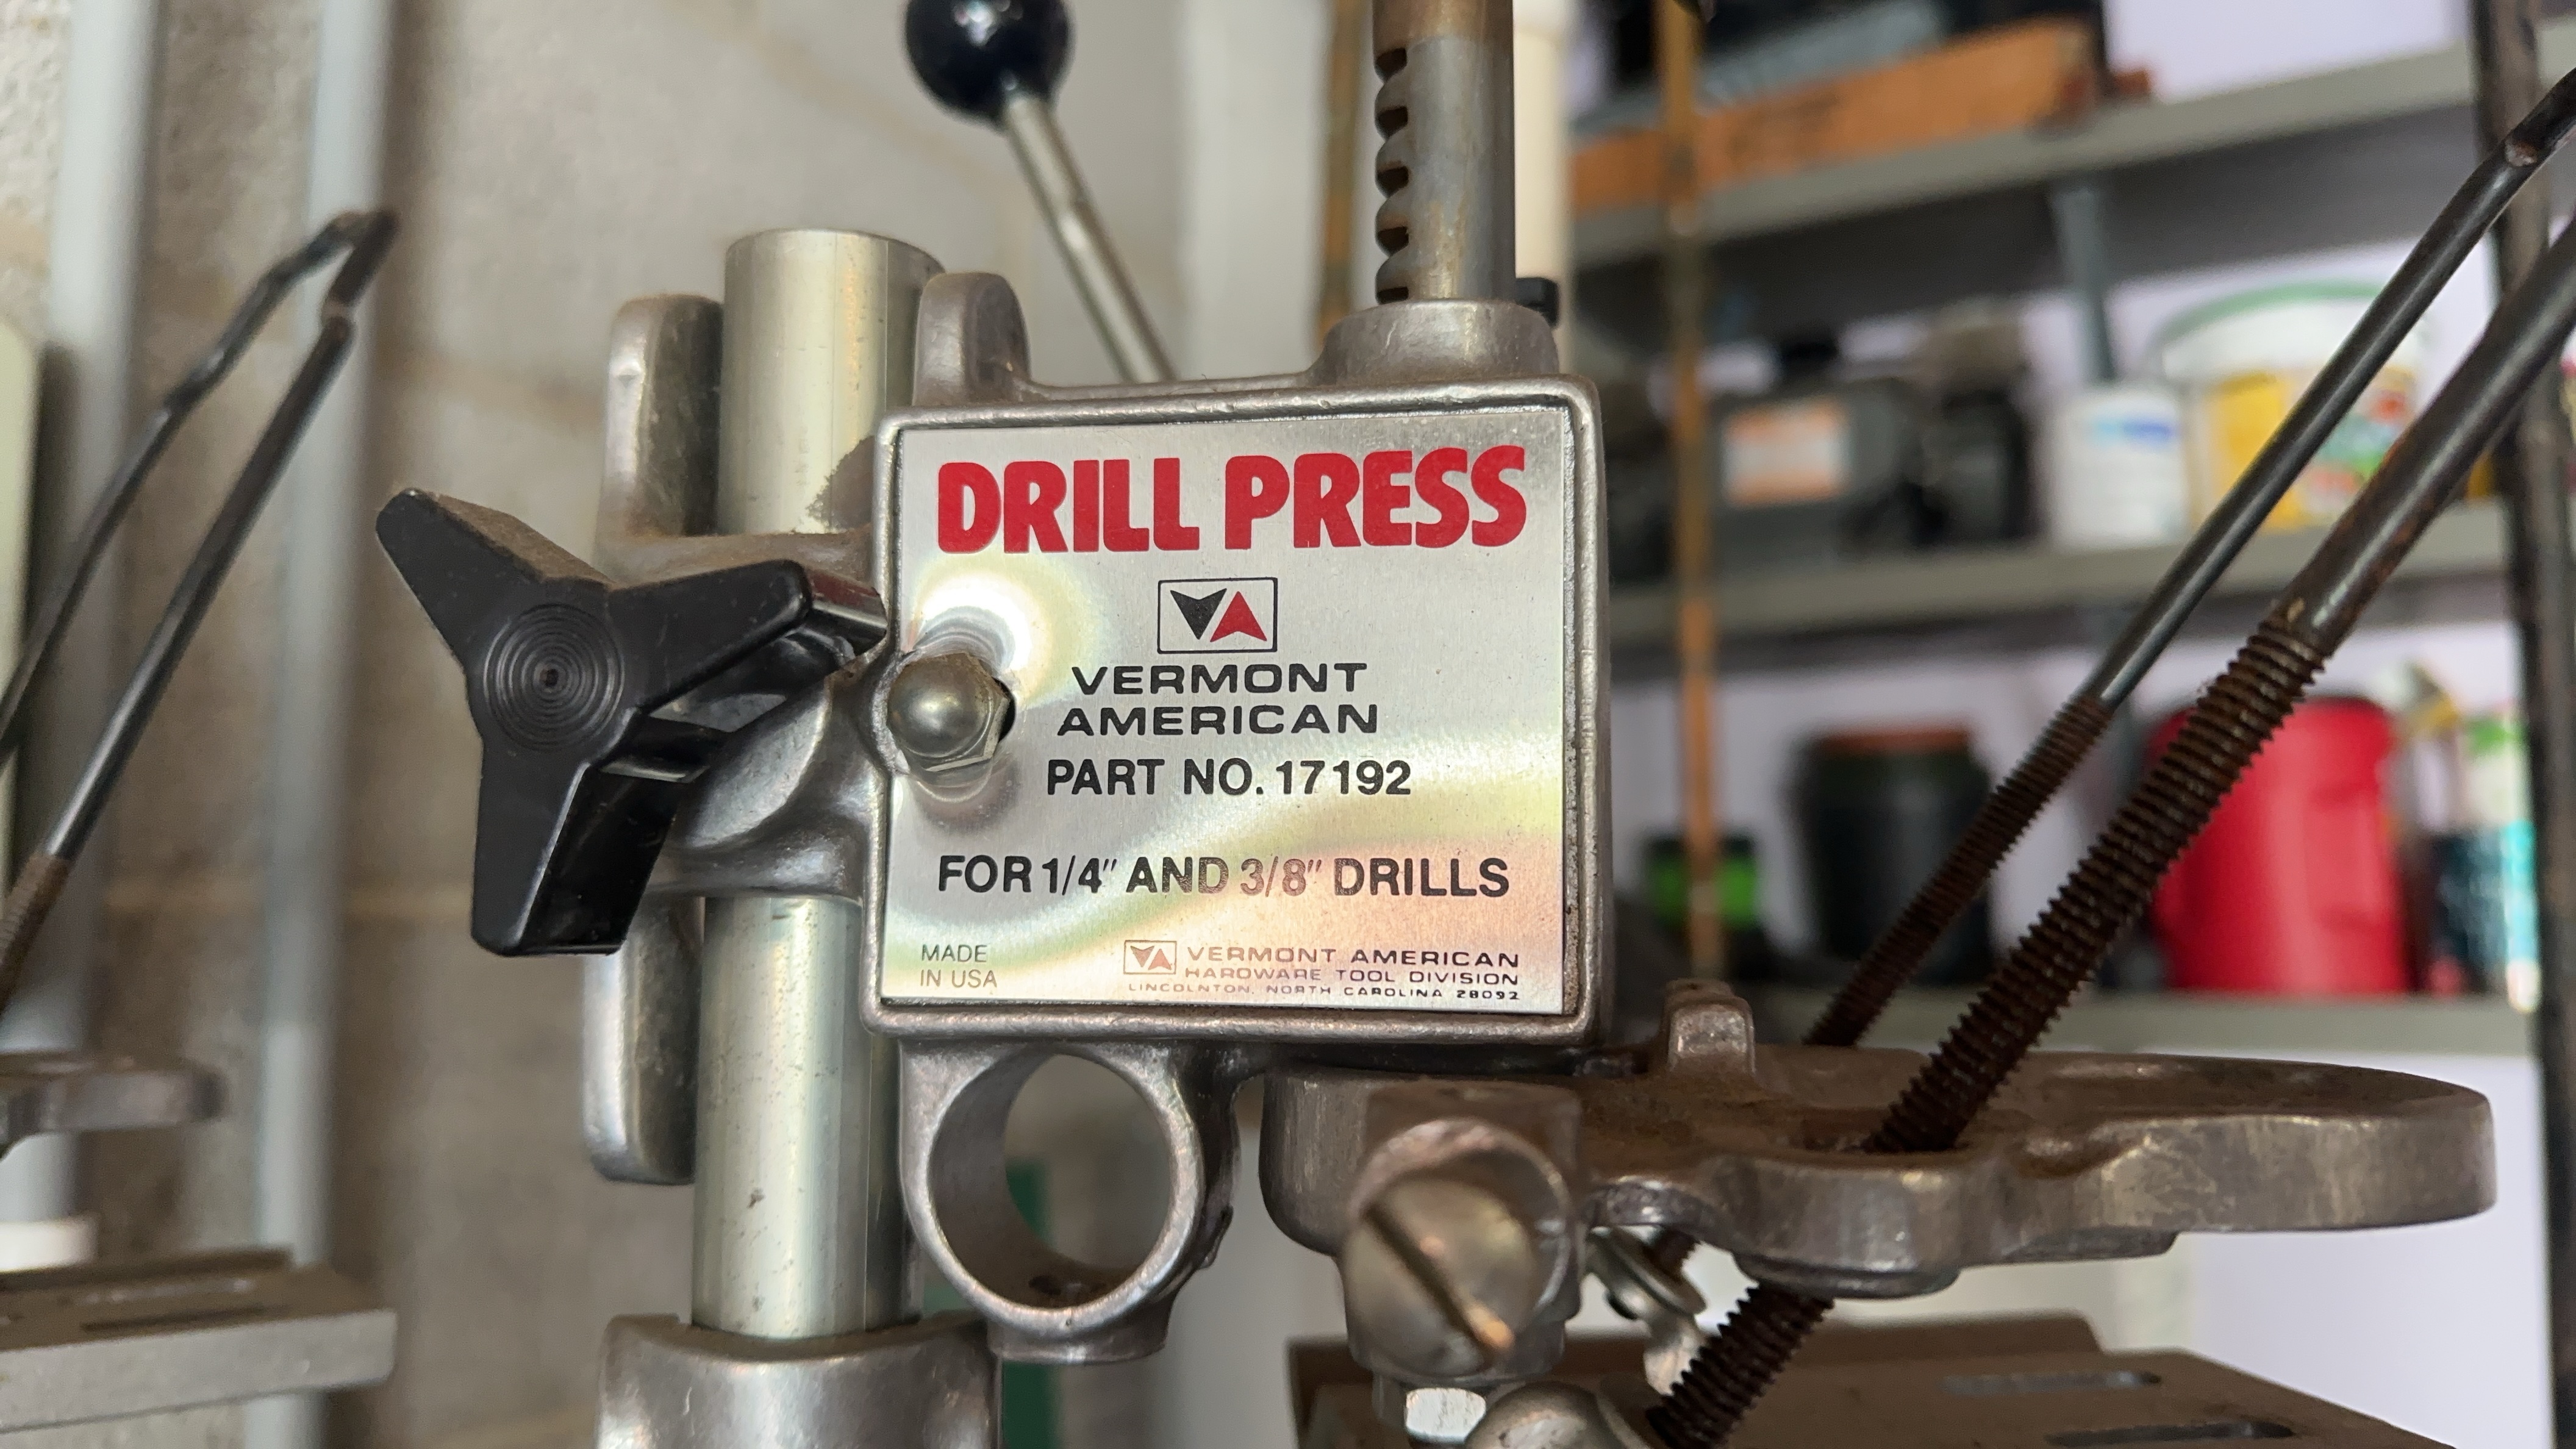 DRILL PRESS
VA
VERMONT
AMERICAN
PART NO. 17192
FOR 1/4" AND 3/8" DRILLS
MADE
IN USA
VA VERMONT AMERICAN
HARDWARE TOOL DIVISION
LINCOLNTON, NORTH CAROLINA 28092